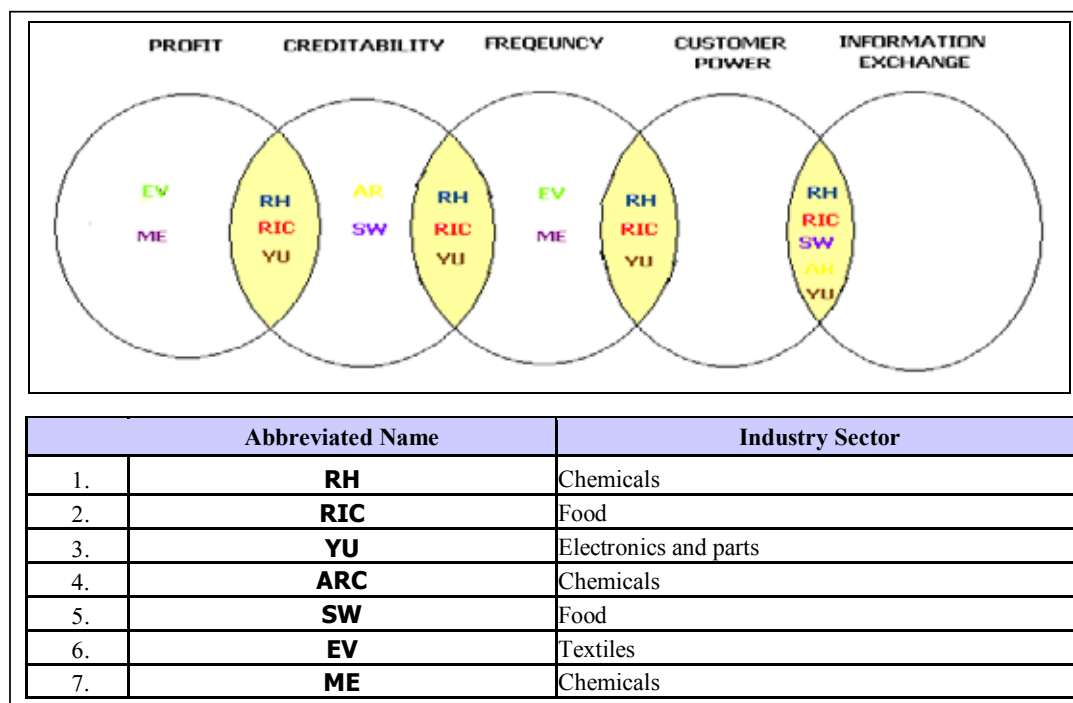 PROFIT CREDITABILITY FREQEUNCY CUSTOMER POWER INFORMATION EXCHANGE
EV
ME
RH
RIC
YU
AR
SW
RH
RIC
YU
EV
ME
RH
RIC
YU
RH
RIC
SW
AR
YU
Abbreviated Name Industry Sector
1. RH Chemicals
2. RIC Food
3. YU Electronics and parts
4. ARC Chemicals
5. SW Food
6. EV Textiles
7. ME Chemicals